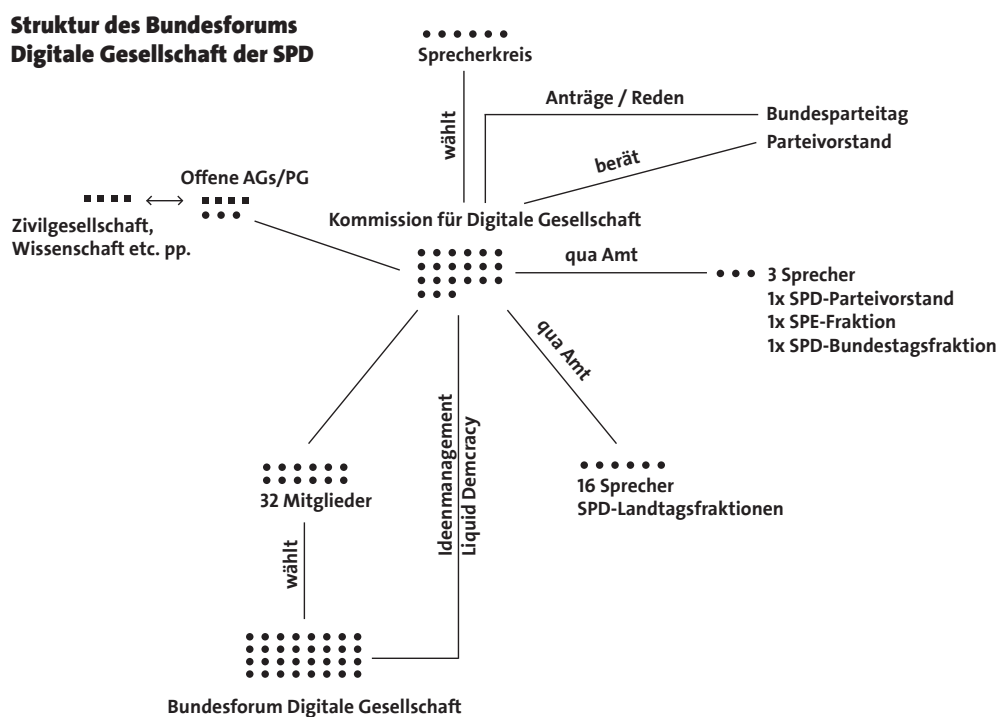 Struktur des Bundesforums
Digitale Gesellschaft der SPD
Sprecherkreis
wählt
Anträge / Reden
Bundesparteitag
Parteivorstand
berät
Offene AGs/PG
Zivilgesellschaft,
Wissenschaft etc. pp.
Kommission für Digitale Gesellschaft
qua Amt
3 Sprecher
1x SPD-Parteivorstand
1x SPE-Fraktion
1x SPD-Bundestagsfraktion
qua Amt
16 Sprecher
SPD-Landtagsfraktionen
Ideenmanagement
Liquid Demcracy
32 Mitglieder
wählt
Bundesforum Digitale Gesellschaft